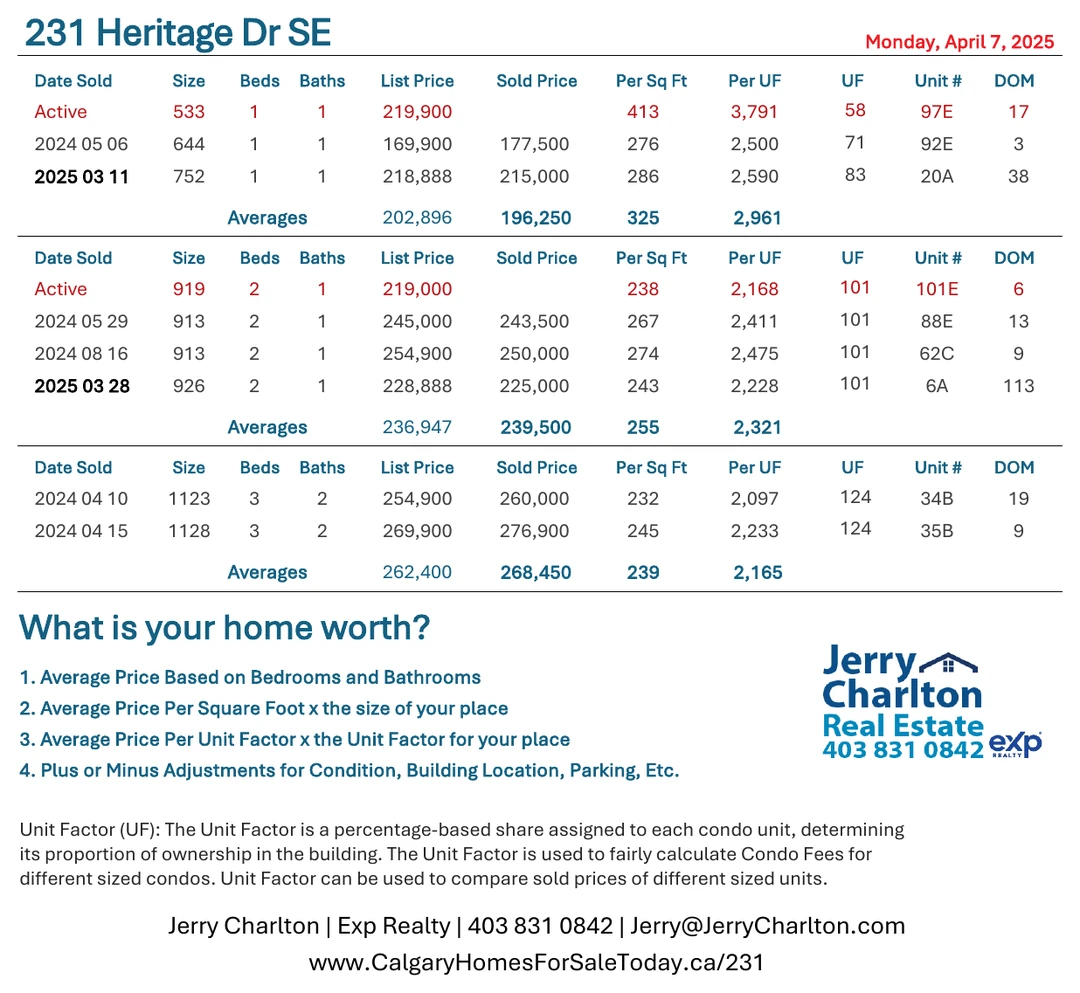 231 Heritage Dr SE
Monday, April 7, 2025
Date Sold Size Beds Baths List Price Sold Price Per Sq Ft Per UF UF Unit # DOM
Active 533 1 1 219,900 413 3,791 58 97E 17
2024 05 06 644 1 1 169,900 177,500 276 2,500 71 92E 3
2025 03 11 752 1 1 218,888 215,000 286 2,590 83 20A 38
Averages 202,896 196,250 325 2,961
Date Sold Size Beds Baths List Price Sold Price Per Sq Ft Per UF UF Unit # DOM
Active 919 2 1 219,000 238 2,168 101 101E 6
2024 05 29 913 2 1 245,000 243,500 267 2,411 101 88E 13
2024 08 16 913 2 1 254,900 250,000 274 2,475 101 62C 9
2025 03 28 926 2 1 228,888 225,000 243 2,228 101 6A 113
Averages 236,947 239,500 255 2,321
Date Sold Size Beds Baths List Price Sold Price Per Sq Ft Per UF UF Unit # DOM
2024 04 10 1123 3 2 254,900 260,000 232 2,097 124 34B 19
2024 04 15 1128 3 2 269,900 276,900 245 2,233 124 35B 9
Averages 262,400 268,450 239 2,165
What is your home worth?
1. Average Price Based on Bedrooms and Bathrooms
2. Average Price Per Square Foot x the size of your place
3. Average Price Per Unit Factor x the Unit Factor for your place
4. Plus or Minus Adjustments for Condition, Building Location, Parking, Etc.
Jerry
Charlton
Real Estate
403 831 0842 exp
REALTY
Unit Factor (UF): The Unit Factor is a percentage-based share assigned to each condo unit, determining
its proportion of ownership in the building. The Unit Factor is used to fairly calculate Condo Fees for
different sized condos. Unit Factor can be used to compare sold prices of different sized units.
Jerry Charlton | Exp Realty | 403 831 0842 | Jerry@JerryCharlton.com
www.CalgaryHomesForSaleToday.ca/231